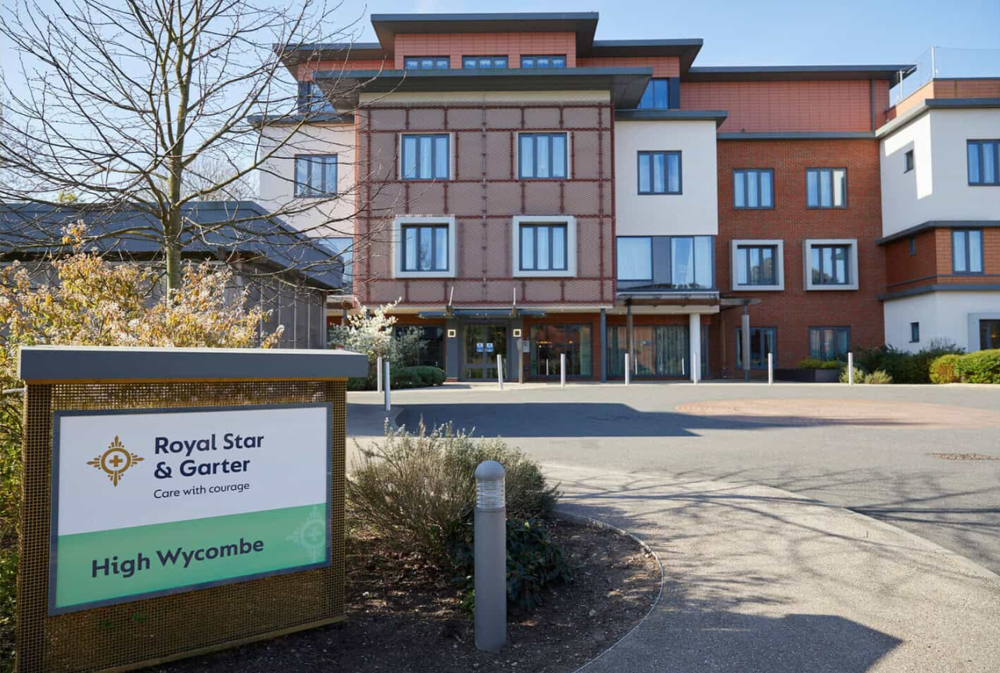 Royal Star
& Garter
Care with courage
High Wycombe